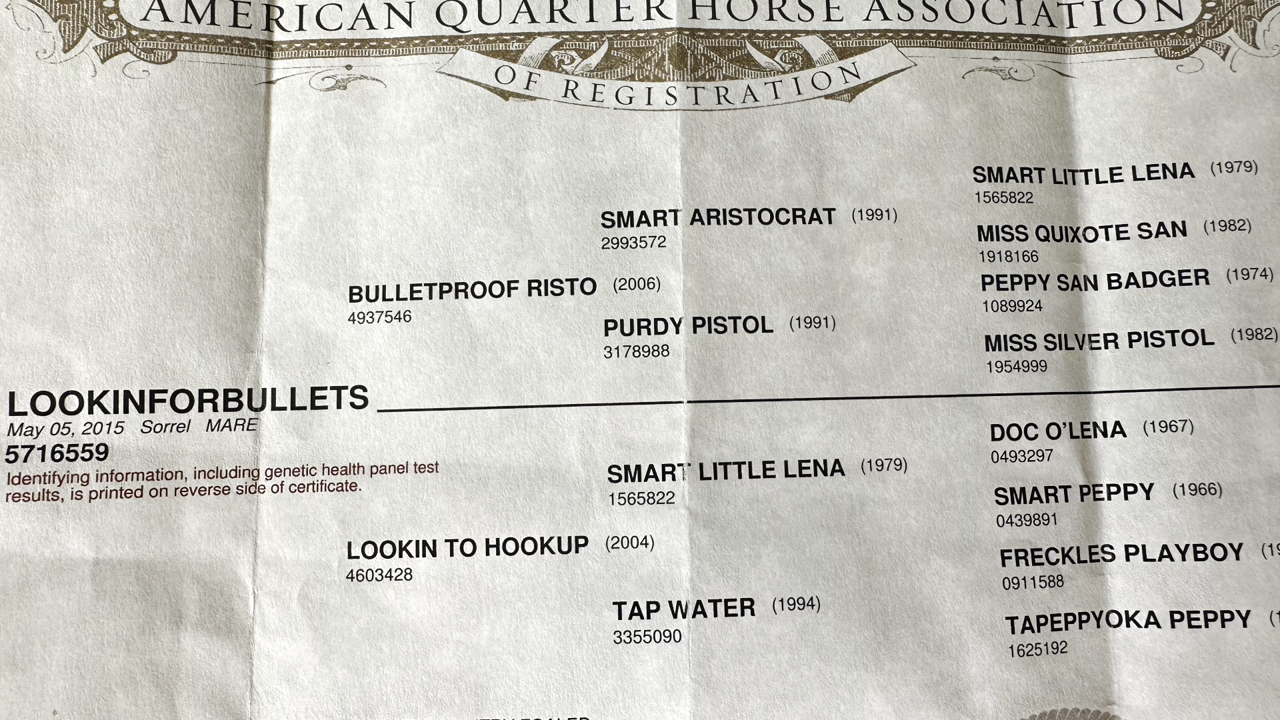 AMERICAN QUARTER HORSE ASSOCIATION
OF REGISTRATION
SMART LITTLE LENA (1979)
1565822
SMART ARISTOCRAT (1991)
2993572
MISS QUIXOTE SAN (1982)
1918166
BULLETPROOF RISTO (2006)
4937546
PEPPY SAN BADGER (1974)
1089924
PURDY PISTOL (1991)
3178988
MISS SILVER PISTOL (1982)
1954999
LOOKINFORBULLETS
May 05, 2015 Sorrel MARE
5716559
Identifying information, including genetic health panel test
results, is printed on reverse side of certificate.
DOC O'LENA (1967)
0493297
SMART LITTLE LENA (1979)
1565822
SMART PEPPY (1966)
0439891
LOOKIN TO HOOKUP (2004)
4603428
FRECKLES PLAYBOY
0911588
TAP WATER (1994)
3355090
TAPEPPYOKA PEPPY
1625192